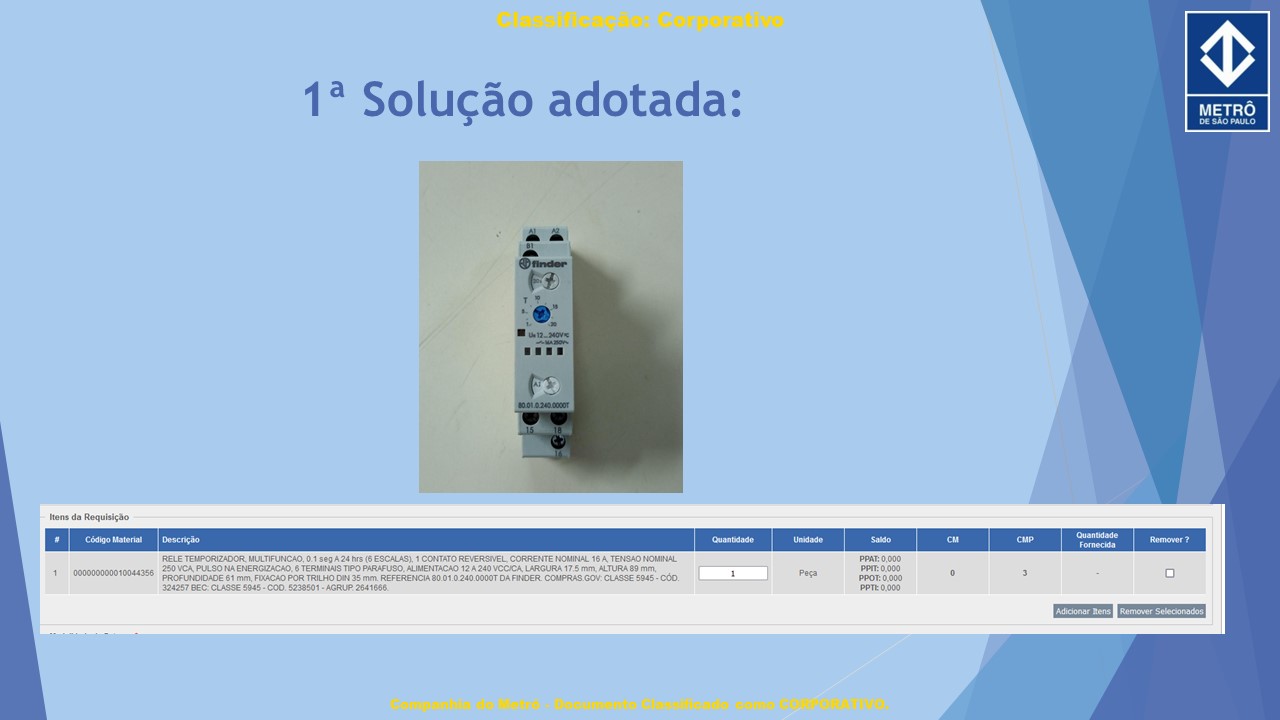 Classificação: Corporativo
METRÔ
DE SÃO PAULO
1ª Solução adotada:
A1 A2
B1
finder
T
10
5 15
1 20
U≅ 12...240V
16A 250V~
80.01.0.240.0000T
15 18
16
Itens da Requisição
# Código Material Descrição Quantidade Unidade Saldo CM CMP Quantidade Fornecida Remover ?
1 000000000010044356
RELE TEMPORIZADOR, MULTIFUNCAO, 0.1 seg A 24 hrs (6 ESCALAS), 1 CONTATO REVERSIVEL, CORRENTE NOMINAL 16 A, TENSAO NOMINAL
250 VCA, PULSO NA ENERGIZACAO, 6 TERMINAIS TIPO PARAFUSO, ALIMENTACAO 12 A 240 VCC/CA, LARGURA 17.5 mm, ALTURA 89 mm,
PROFUNDIDADE 61 mm, FIXACAO POR TRILHO DIN 35 mm. REFERENCIA 80.01.0.240.0000T DA FINDER. COMPRAS.GOV: CLASSE 5945 - CÓD.
324257 BEC: CLASSE 5945 - COD. 5238501 - AGRUP. 2641666.
1 Peça
PPAT: 0,000
PPIT: 0,000
PPOT: 0,000
PPTI: 0,000
0 3 -
Adicionar Itens Remover Selecionados
Companhia do Metrô - Documento Classificado como CORPORATIVO.